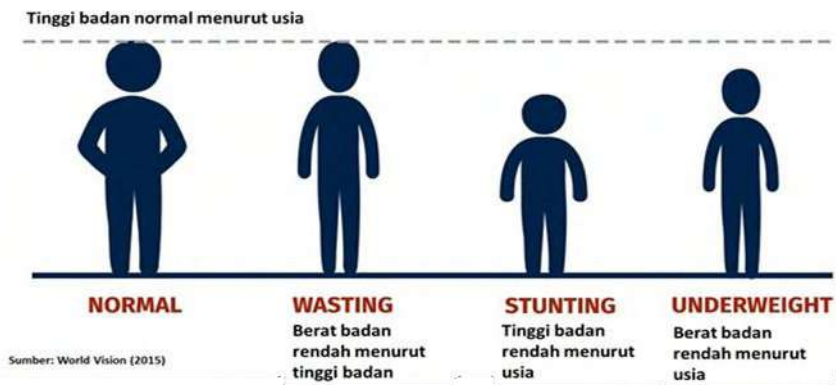 Tinggi badan normal menurut usia
NORMAL
WASTING
Berat badan
rendah menurut
tinggi badan
STUNTING
Tinggi badan
rendah menurut
usia
UNDERWEIGHT
Berat badan
rendah menurut
usia
Sumber: World Vision (2015)